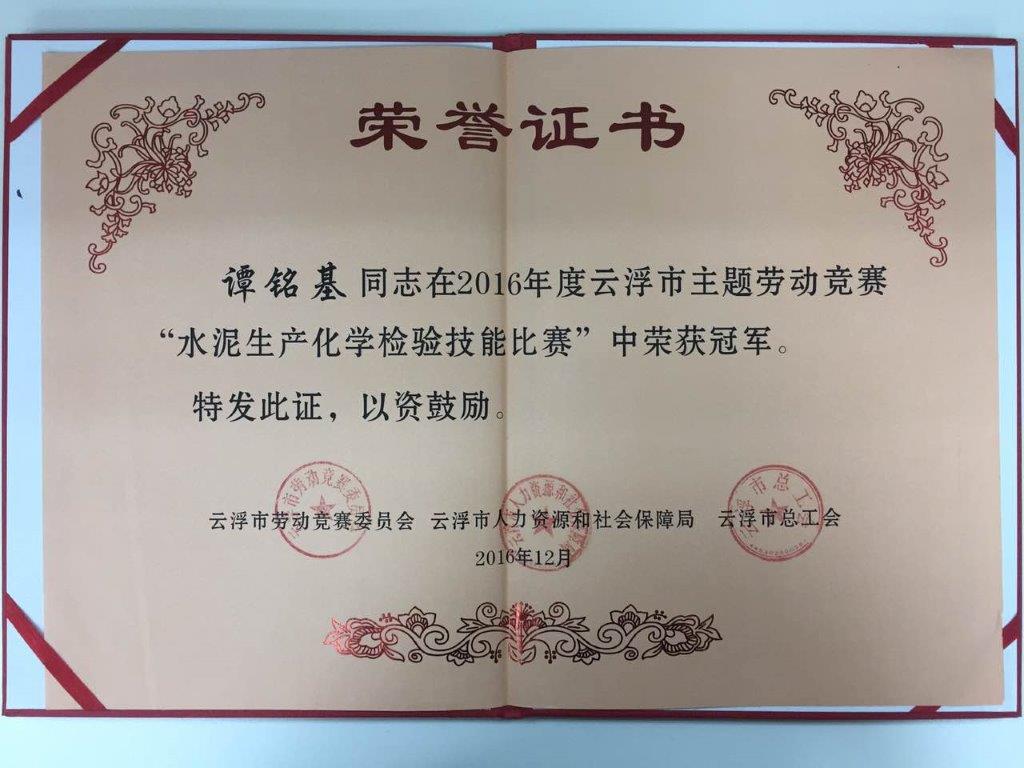 荣誉证书
谭铭基同志在2016年度云浮市主题劳动竞赛
“水泥生产化学检验技能比赛”中荣获冠军。
特发此证，以资鼓励。
云浮市劳动竞赛委员会 云浮市人力资源和社会保障局 云浮市总工会
2016年12月